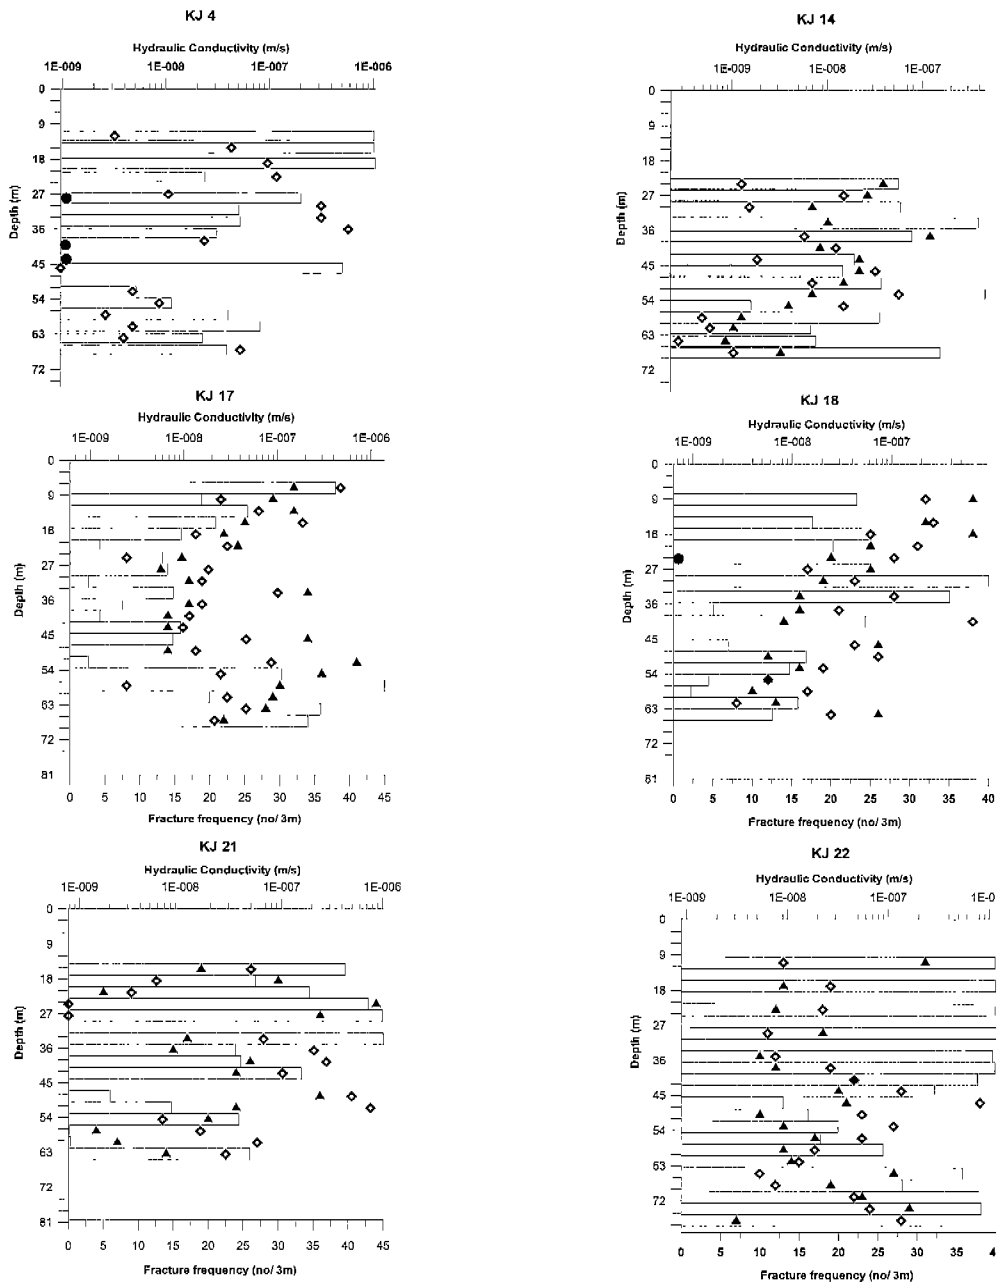 KJ 4
Hydraulic Conductivity (m/s)
1E-009 1E-008 1E-007 1E-006
0
9
18
27
36
45
54
63
72
Depth (m)
KJ 14
Hydraulic Conductivity (m/s)
1E-009 1E-008 1E-007
0
9
18
27
36
45
54
63
72
Depth (m)
KJ 17
Hydraulic Conductivity (m/s)
1E-009 1E-008 1E-007 1E-006
0
9
18
27
36
45
54
63
72
81
Depth (m)
0 5 10 15 20 25 30 35 40 45
Fracture frequency (no/ 3m)
KJ 18
Hydraulic Conductivity (m/s)
1E-009 1E-008 1E-007
0
9
18
27
36
45
54
63
72
81
Depth (m)
0 5 10 15 20 25 30 35 40
Fracture frequency (no/ 3m)
KJ 21
Hydraulic Conductivity (m/s)
1E-009 1E-008 1E-007 1E-006
0
9
18
27
36
45
54
63
72
81
Depth (m)
0 5 10 15 20 25 30 35 40 45
Fracture frequency (no/ 3m)
KJ 22
Hydraulic Conductivity (m/s)
1E-009 1E-008 1E-007 1E-0
0
9
18
27
36
45
54
63
72
Depth (m)
0 5 10 15 20 25 30 35 4
Fracture frequency (no/ 3m)